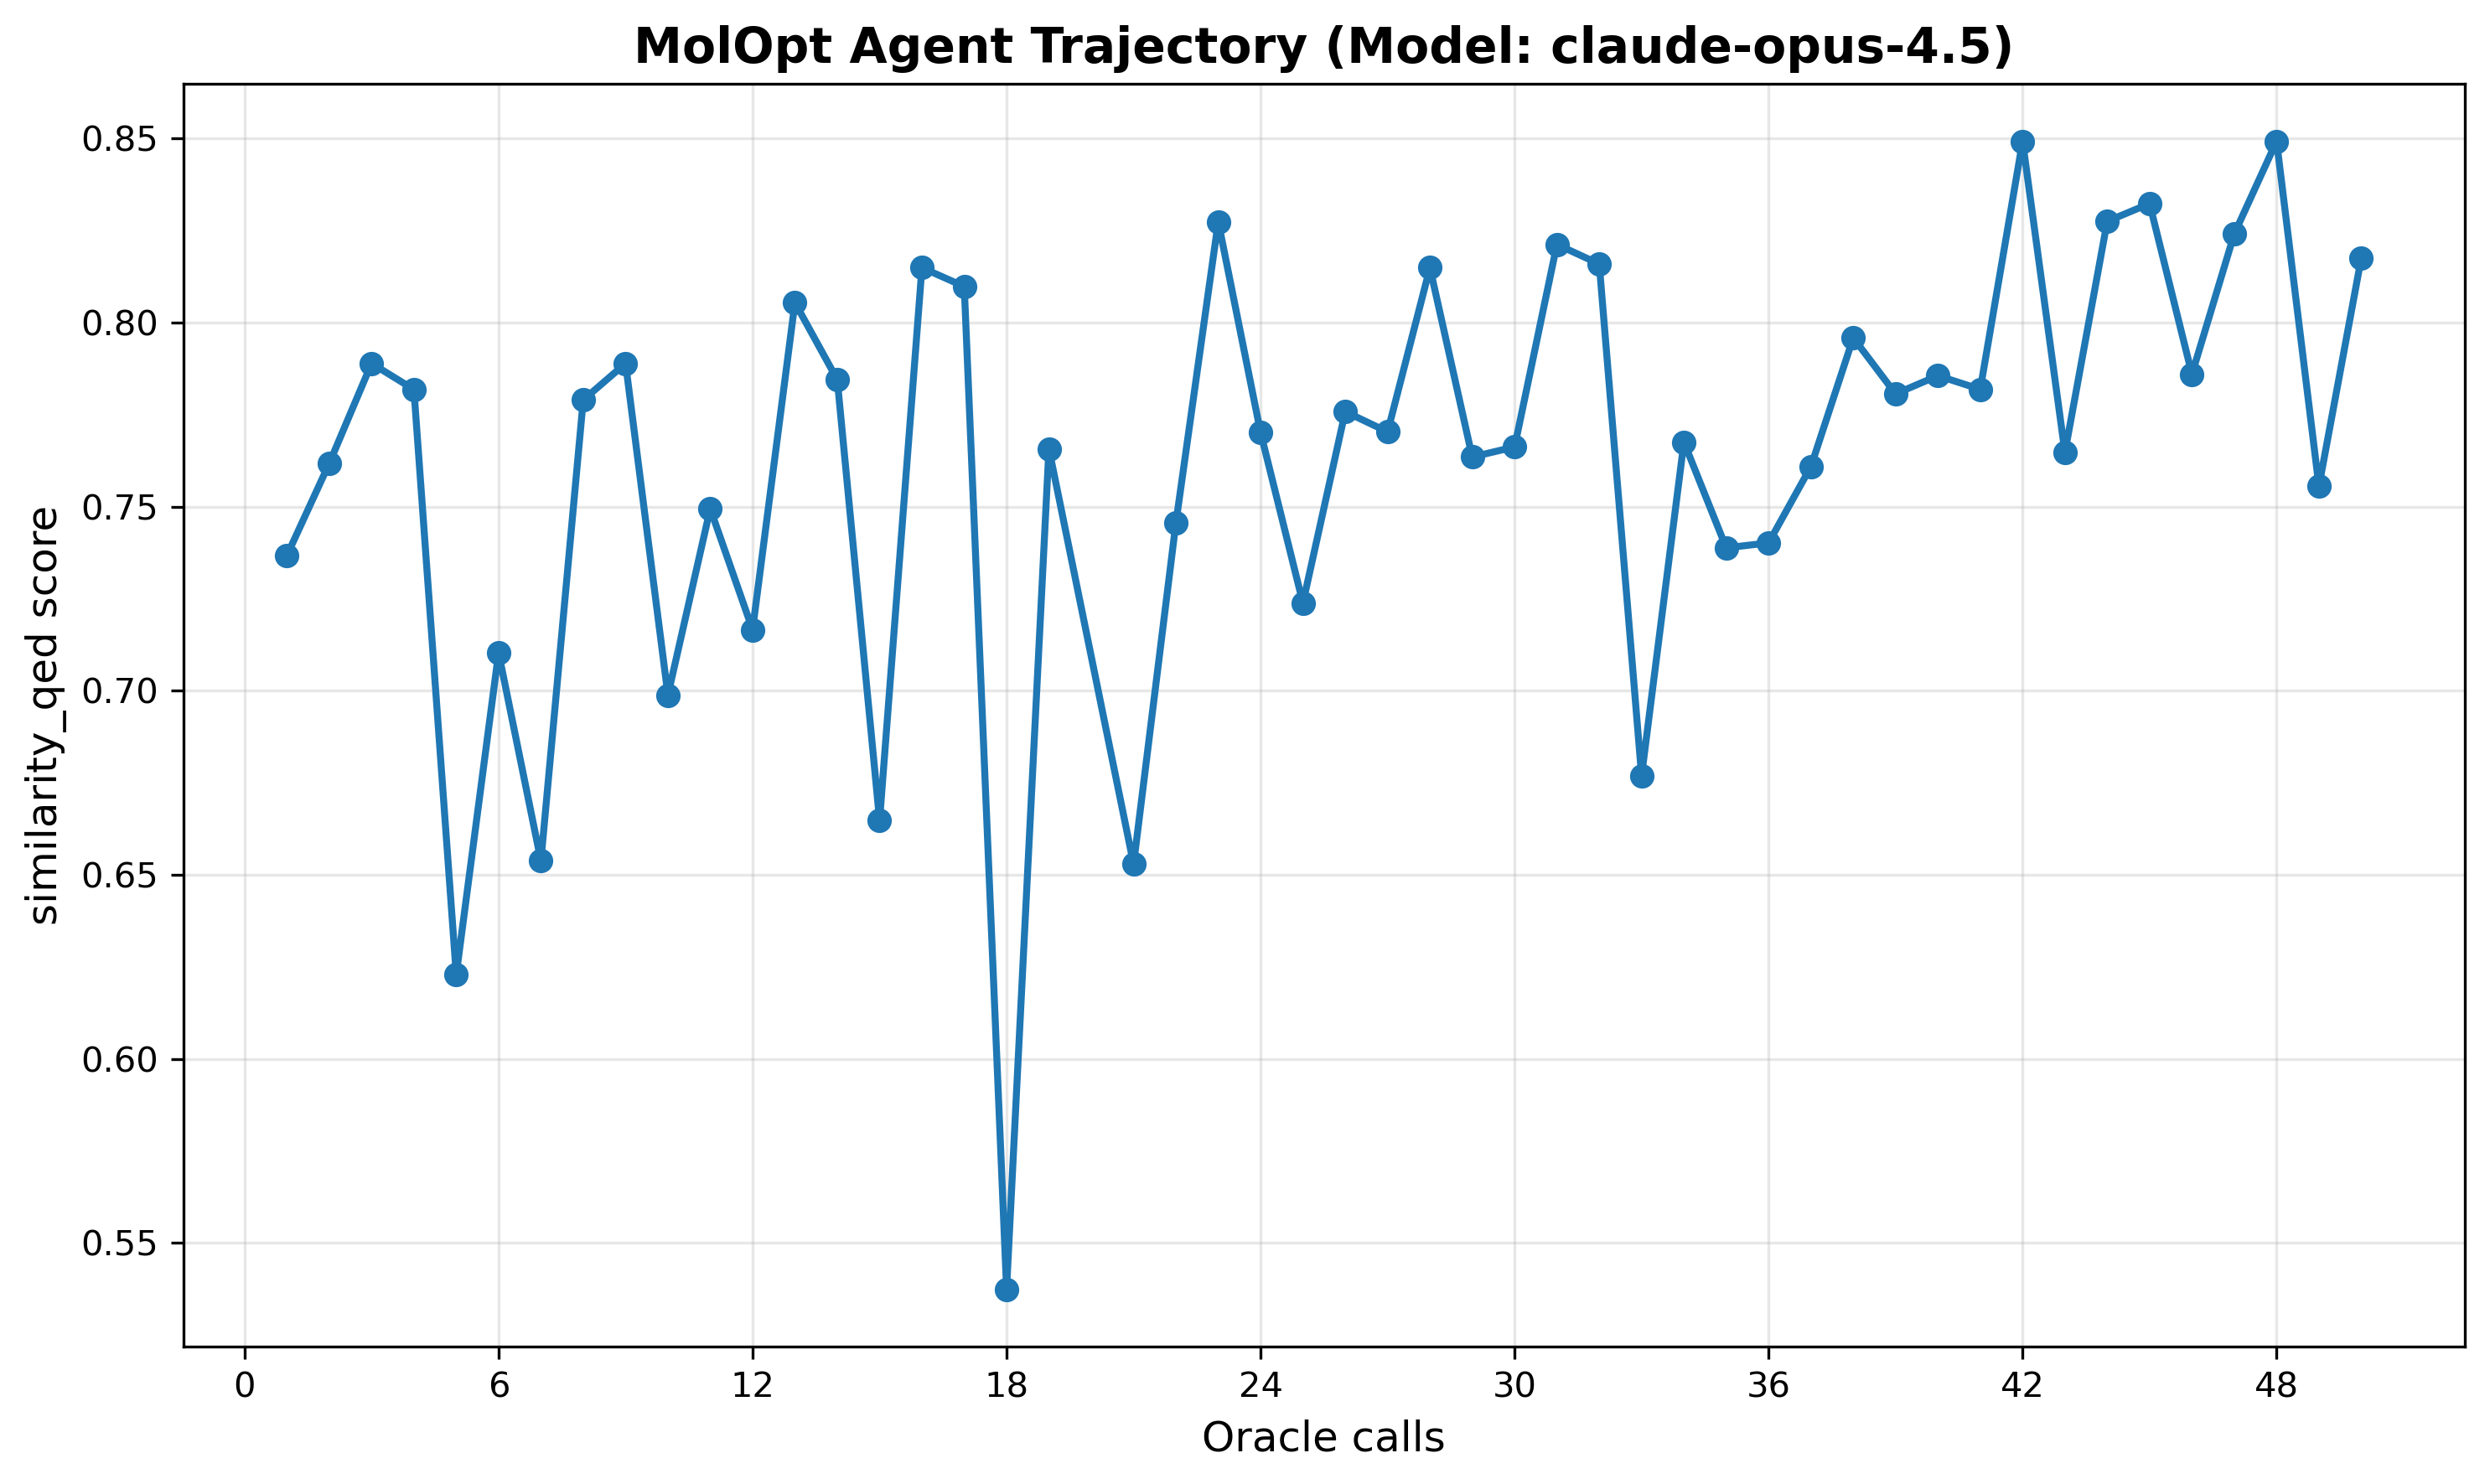 MolOpt Agent Trajectory (Model: claude-opus-4.5)
similarity_qed score
0.85
0.80
0.75
0.70
0.65
0.60
0.55
0 6 12 18 24 30 36 42 48
Oracle calls